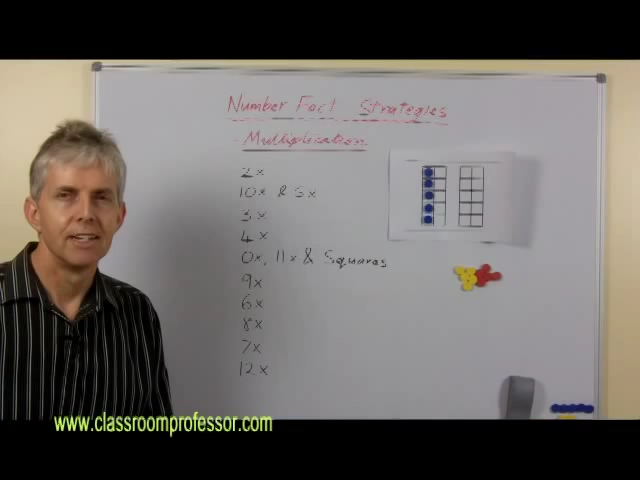 Number Fact Strategies
- Multiplication
2x
10x & 5x
3x
4x
0x, 11x & Squares
9x
6x
8x
7x
12x
www.classroomprofessor.com